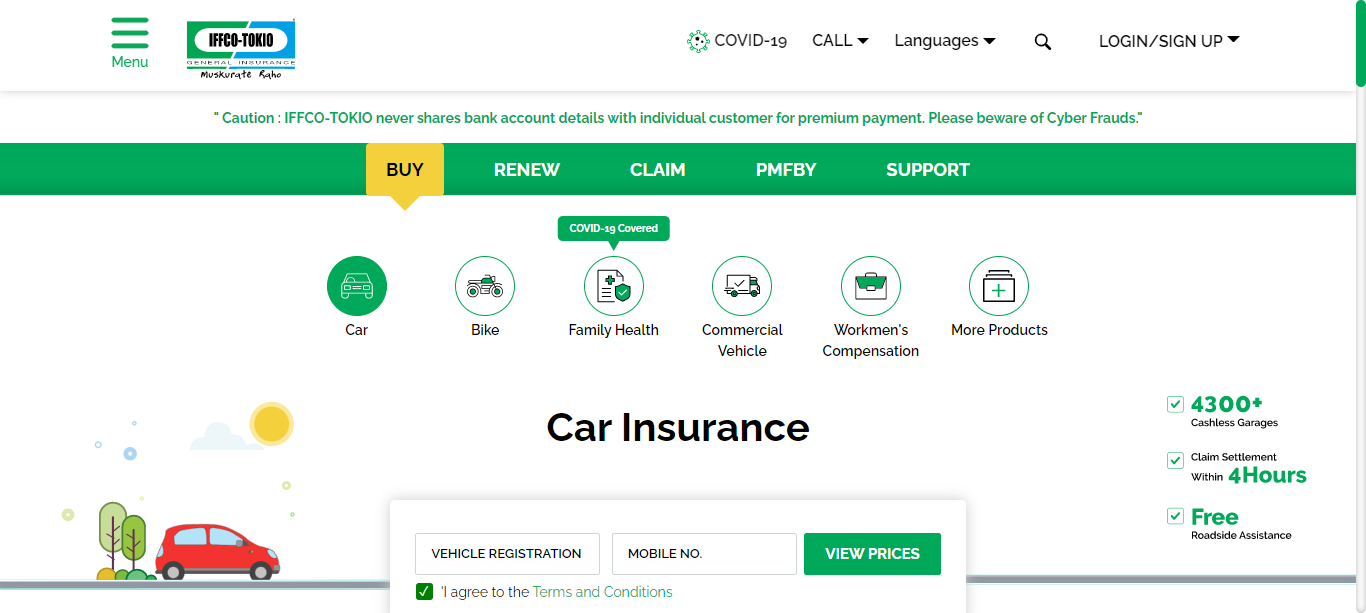 Menu
IFFCO-TOKIO
GENERAL INSURANCE
Muskurate Raho
COVID-19
CALL
Languages
LOGIN/SIGN UP
" Caution : IFFCO-TOKIO never shares bank account details with individual customer for premium payment. Please beware of Cyber Frauds."
BUY
RENEW
CLAIM
PMFBY
SUPPORT
COVID-19 Covered
Car
Bike
Family Health
Commercial
Vehicle
Workmen's
Compensation
More Products
Car Insurance
4300+
Cashless Garages
Claim Settlement
Within 4Hours
Free
Roadside Assistance
VEHICLE REGISTRATION
MOBILE NO.
VIEW PRICES
'I agree to the Terms and Conditions